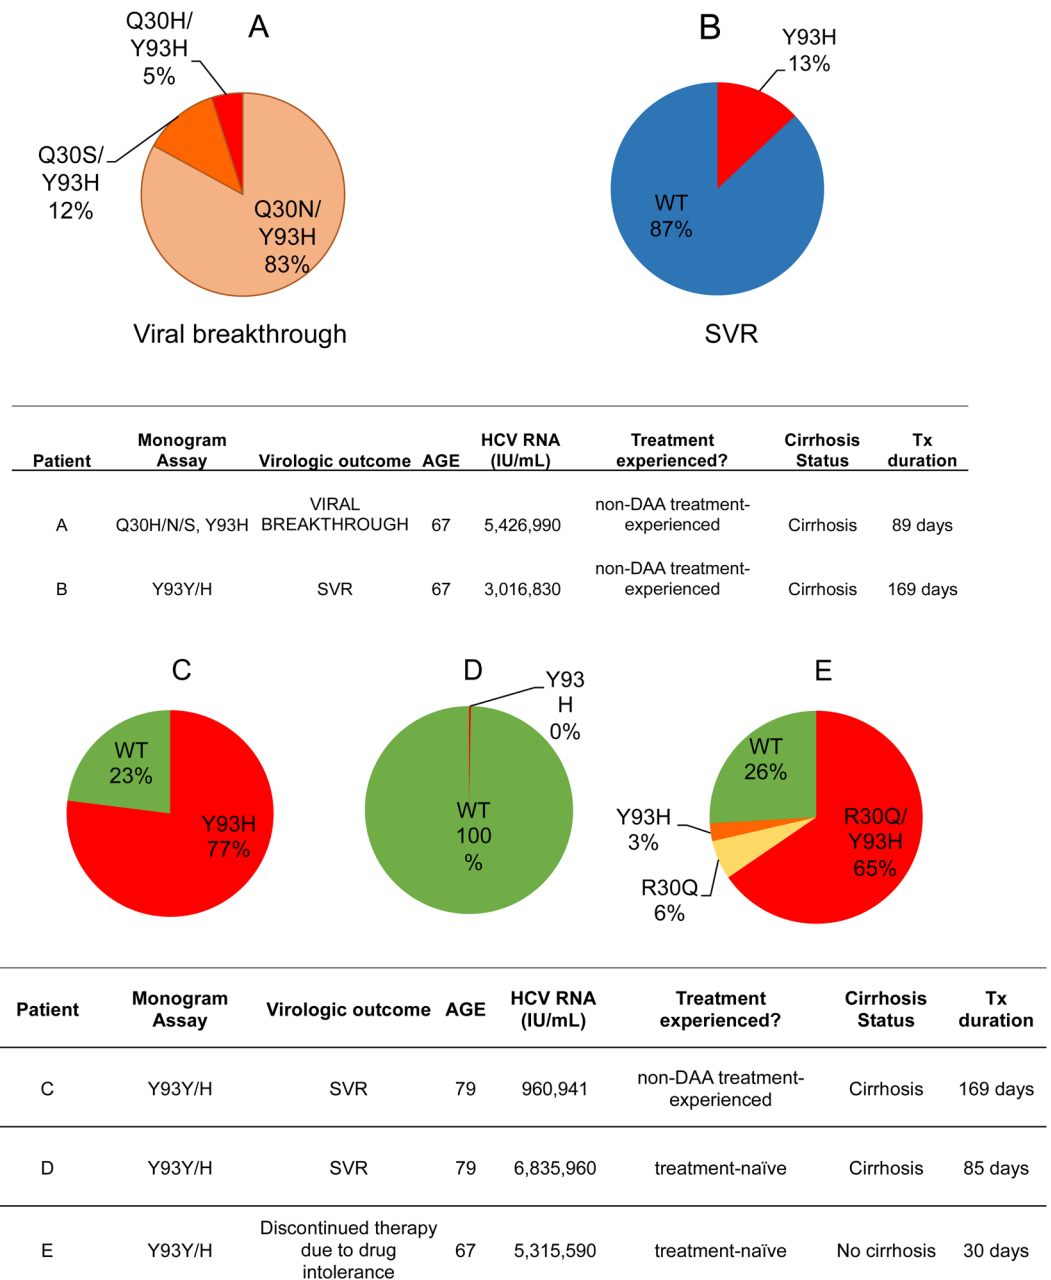 A
Q30H/
Y93H
5%
Q30S/
Y93H
12%
Q30N/
Y93H
83%
Viral breakthrough
B
Y93H
13%
WT
87%
SVR
Patient Monogram Assay Virologic outcome AGE HCV RNA (IU/mL) Treatment experienced? Cirrhosis Status Tx duration
A Q30H/N/S, Y93H VIRAL BREAKTHROUGH 67 5,426,990 non-DAA treatment-experienced Cirrhosis 89 days
B Y93Y/H SVR 67 3,016,830 non-DAA treatment-experienced Cirrhosis 169 days
C
WT
23%
Y93H
77%
D
Y93
H
0%
WT
100
%
E
WT
26%
Y93H
3%
R30Q
6%
R30Q/
Y93H
65%
Patient Monogram Assay Virologic outcome AGE HCV RNA (IU/mL) Treatment experienced? Cirrhosis Status Tx duration
C Y93Y/H SVR 79 960,941 non-DAA treatment-experienced Cirrhosis 169 days
D Y93Y/H SVR 79 6,835,960 treatment-naïve Cirrhosis 85 days
E Y93Y/H Discontinued therapy due to drug intolerance 67 5,315,590 treatment-naïve No cirrhosis 30 days